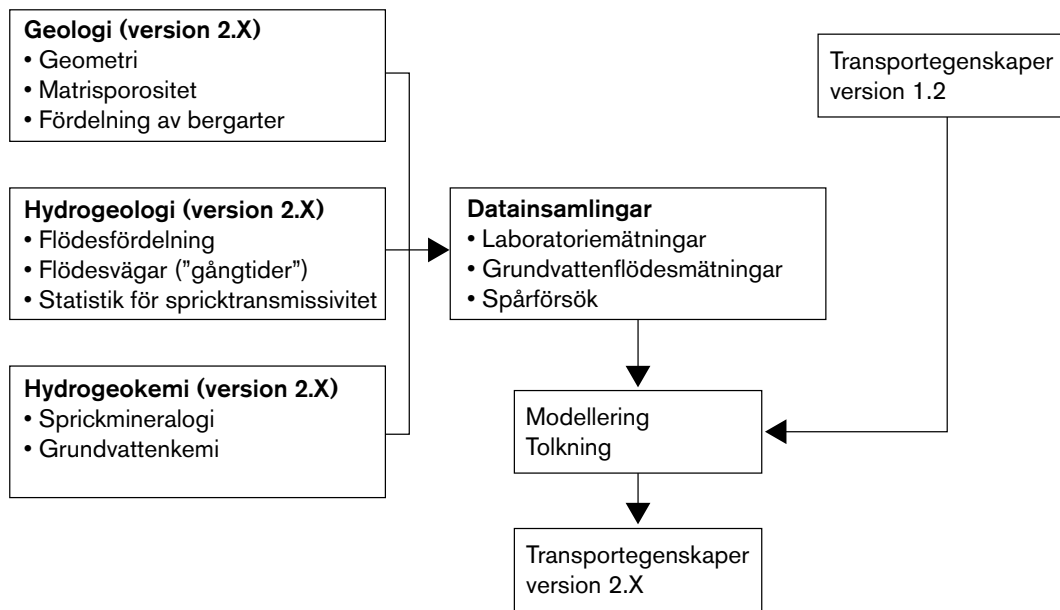 Geologi (version 2.X)
• Geometri
• Matrisporositet
• Fördelning av bergarter
Hydrogeologi (version 2.X)
• Flödesfördelning
• Flödesvägar (”gångtider”)
• Statistik för spricktransmissivitet
Hydrogeokemi (version 2.X)
• Sprickmineralogi
• Grundvattenkemi
Datainsamlingar
• Laboratoriemätningar
• Grundvattenflödesmätningar
• Spårförsök
Transportegenskaper
version 1.2
Modellering
Tolkning
Transportegenskaper
version 2.X